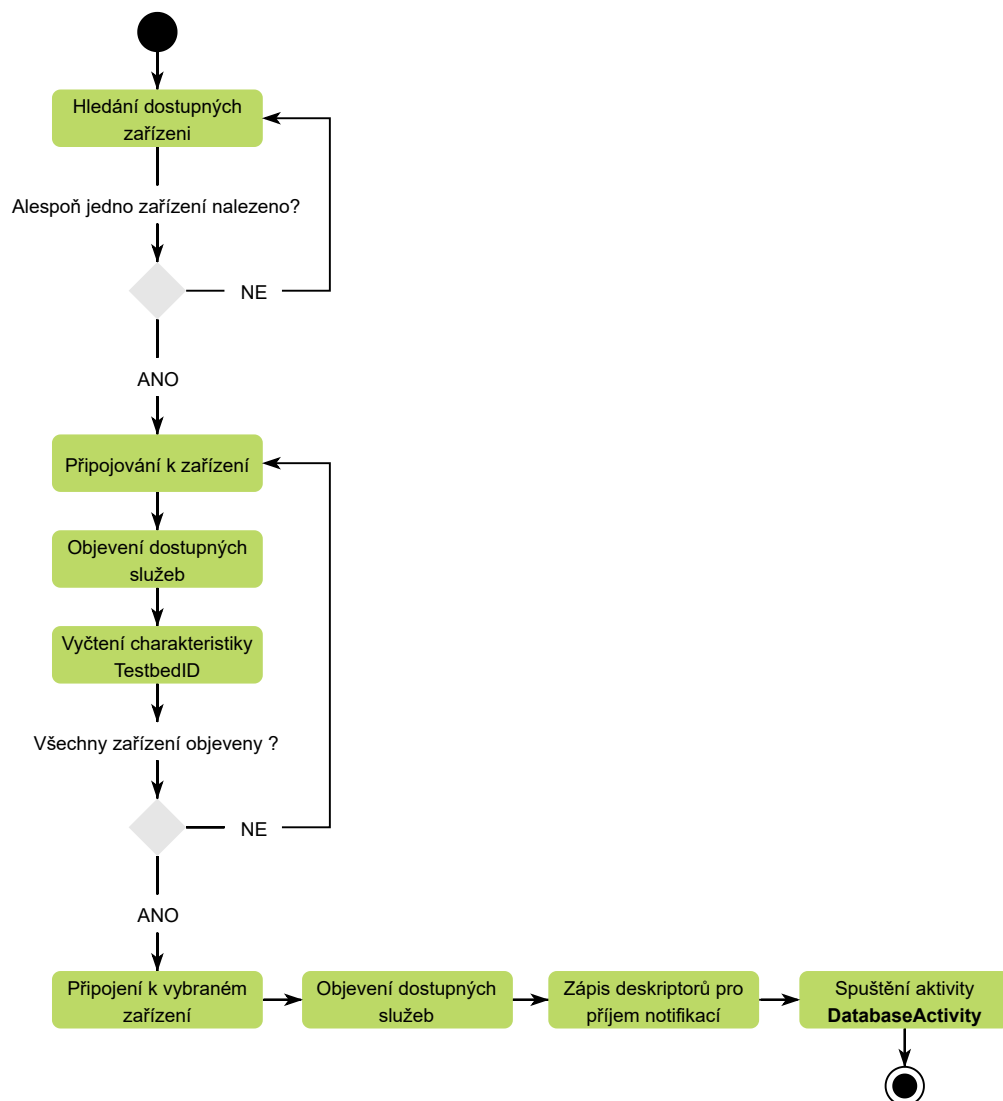 Hledání dostupných
zařízeni
Alespoň jedno zařízení nalezeno?
NE
ANO
Připojování k zařízení
Objevení dostupných
služeb
Vyčtení charakteristiky
TestbedID
Všechny zařízení objeveny ?
NE
ANO
Připojení k vybraném
zařízení
Objevení dostupných
služeb
Zápis deskriptorů pro
příjem notifikací
Spuštění aktivity
DatabaseActivity